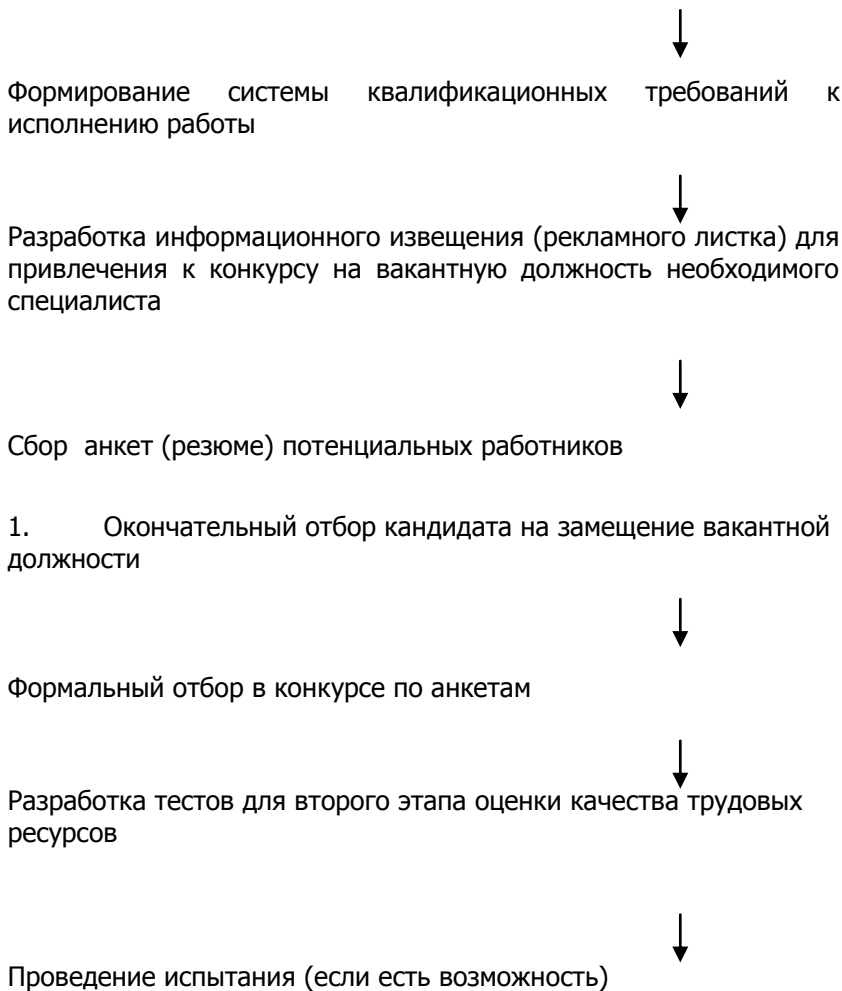 Формирование системы квалификационных требований к
исполнению работы
Разработка информационного извещения (рекламного листка) для
привлечения к конкурсу на вакантную должность необходимого
специалиста
Сбор анкет (резюме) потенциальных работников
1. Окончательный отбор кандидата на замещение вакантной
должности
Формальный отбор в конкурсе по анкетам
Разработка тестов для второго этапа оценки качества трудовых
ресурсов
Проведение испытания (если есть возможность)